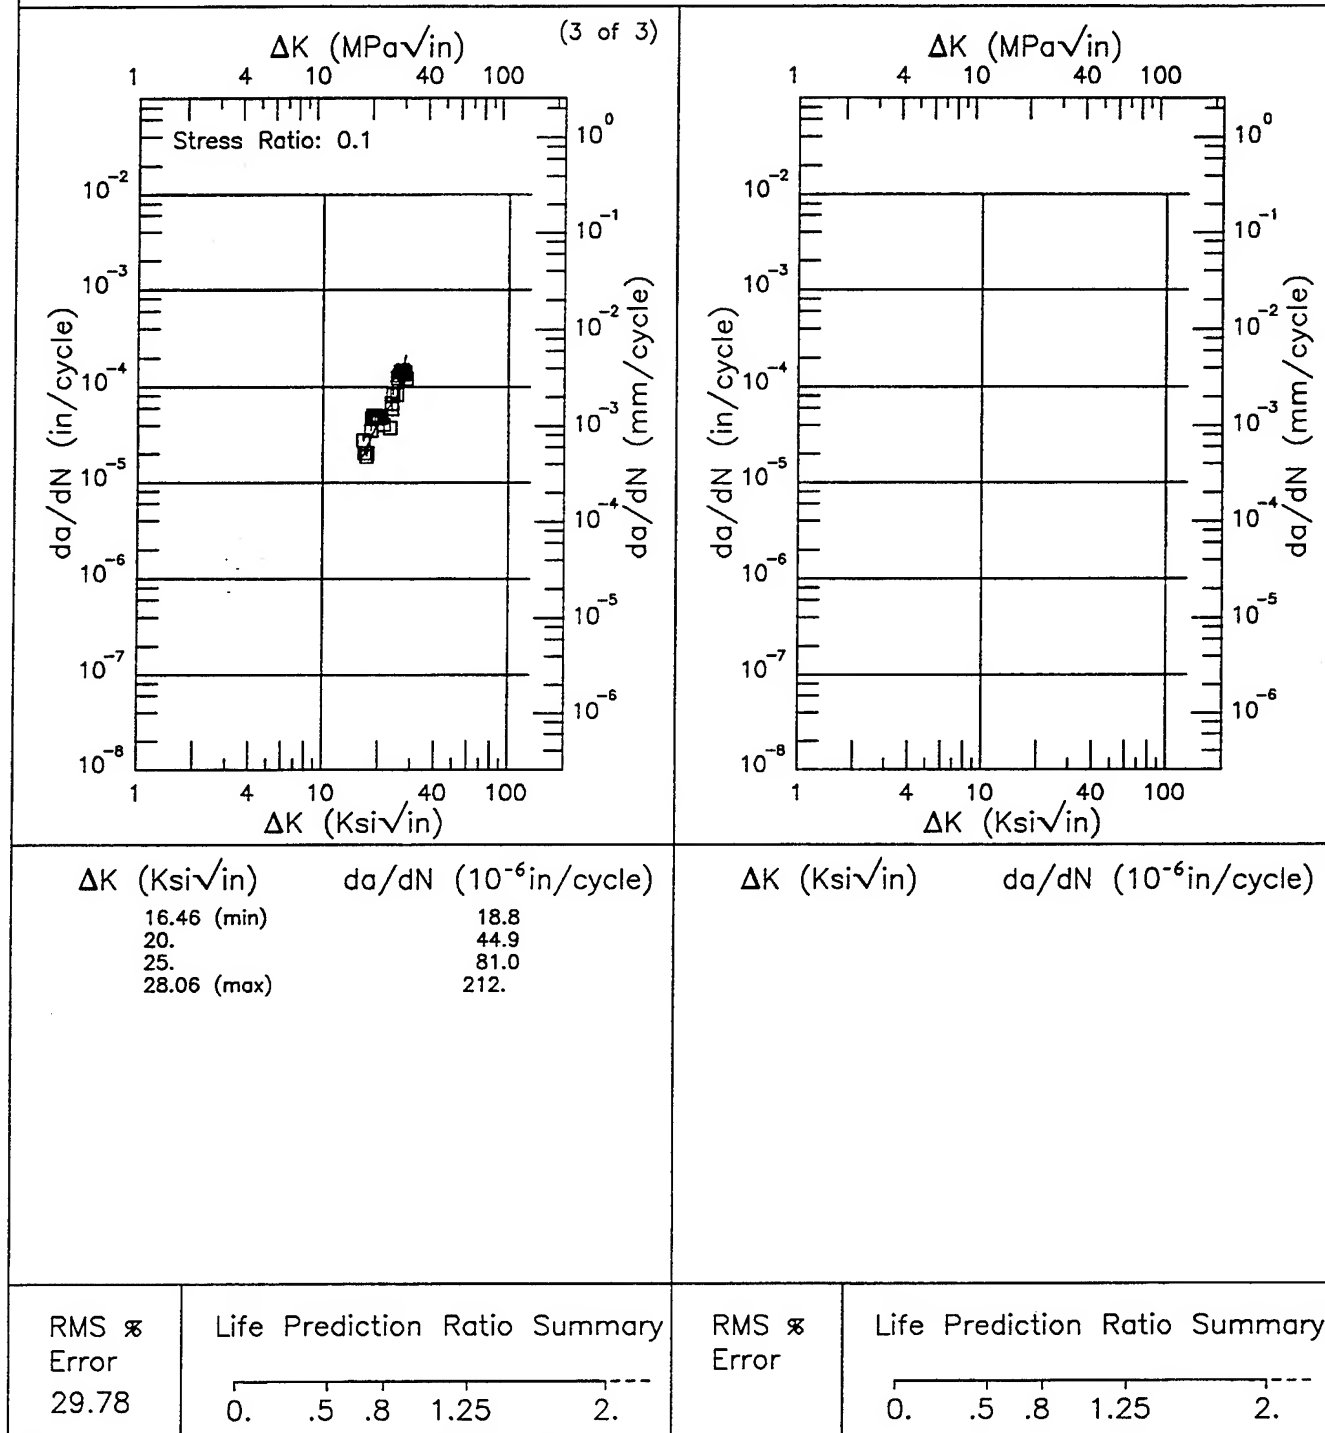 (3 of 3)
ΔK (MPa√in)
1 4 10 40 100
Stress Ratio: 0.1
10⁰
10⁻²
10⁻¹
10⁻³
10⁻²
10⁻⁴
10⁻³
10⁻⁵
10⁻⁴
10⁻⁶
10⁻⁵
10⁻⁷
10⁻⁶
10⁻⁸
da/dN (in/cycle)
da/dN (mm/cycle)
1 4 10 40 100
ΔK (Ksi√in)
ΔK (MPa√in)
1 4 10 40 100
10⁰
10⁻²
10⁻¹
10⁻³
10⁻²
10⁻⁴
10⁻³
10⁻⁵
10⁻⁴
10⁻⁶
10⁻⁵
10⁻⁷
10⁻⁶
10⁻⁸
da/dN (in/cycle)
da/dN (mm/cycle)
1 4 10 40 100
ΔK (Ksi√in)
ΔK (Ksi√in) da/dN (10⁻⁶in/cycle)
16.46 (min) 18.8
20. 44.9
25. 81.0
28.06 (max) 212.
ΔK (Ksi√in) da/dN (10⁻⁶in/cycle)
RMS %
Error
29.78
Life Prediction Ratio Summary
0. .5 .8 1.25 2.
RMS %
Error
Life Prediction Ratio Summary
0. .5 .8 1.25 2.